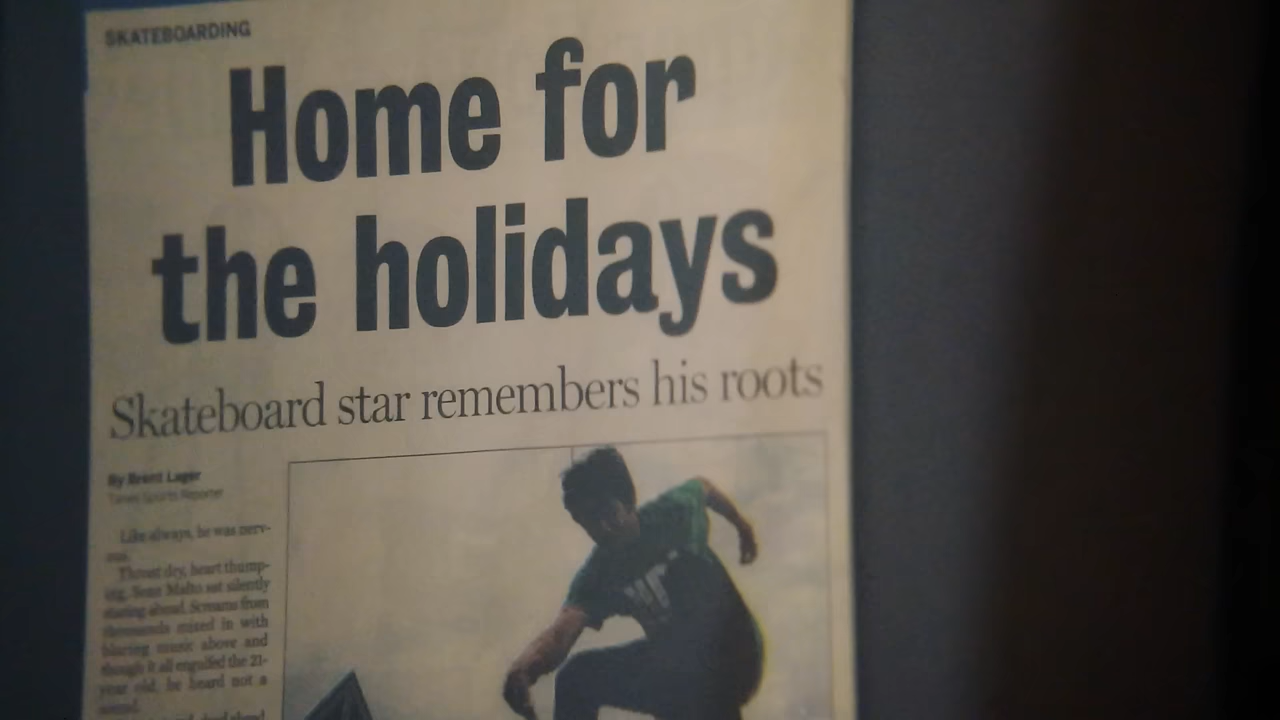 SKATEBOARDING
Home for
the holidays
Skateboard star remembers his roots
By Brent Lager
Times Sports Reporter
Like always, he was nerv-
ous.
Throat dry, heart thump-
ing, Sean Malto sat silently
staring ahead. Screams from
thousands mixed in with
blaring music above and
though it all engulfed the 21-
year old, he heard not a
sound.